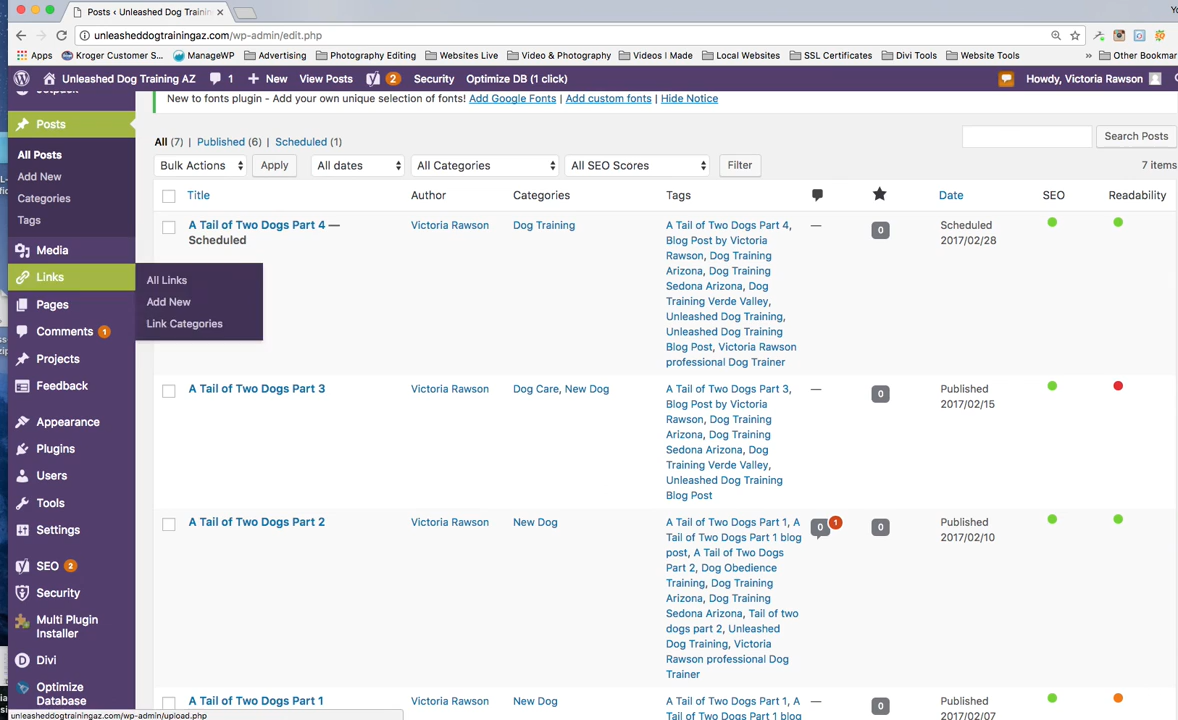 Yo
Posts ‹ Unleashed Dog Trainin
unleasheddogtrainingaz.com/wp-admin/edit.php
Apps Kroger Customer S... ManageWP Advertising Photography Editing Websites Live Video & Photography Videos I Made Local Websites SSL Certificates Divi Tools Website Tools » Other Bookmar
Unleashed Dog Training AZ 1 + New View Posts 2 Security Optimize DB (1 click) Howdy, Victoria Rawson
New to fonts plugin - Add your own unique selection of fonts! Add Google Fonts | Add custom fonts | Hide Notice
Jetpack
Posts
All Posts
Add New
Categories
Tags
Media
Links
All Links
Add New
Link Categories
Pages
Comments 1
Projects
Feedback
Appearance
Plugins
Users
Tools
Settings
SEO 2
Security
Multi Plugin
Installer
Divi
Optimize
Database
All (7) | Published (6) | Scheduled (1)
Search Posts
Bulk Actions Apply All dates All Categories All SEO Scores Filter 7 items
Title Author Categories Tags Date SEO Readability
A Tail of Two Dogs Part 4 —
Scheduled
Victoria Rawson
Dog Training
A Tail of Two Dogs Part 4,
Blog Post by Victoria
Rawson, Dog Training
Arizona, Dog Training
Sedona Arizona, Dog
Training Verde Valley,
Unleashed Dog Training,
Unleashed Dog Training
Blog Post, Victoria Rawson
professional Dog Trainer
—
0
Scheduled
2017/02/28
A Tail of Two Dogs Part 3
Victoria Rawson
Dog Care, New Dog
A Tail of Two Dogs Part 3,
Blog Post by Victoria
Rawson, Dog Training
Arizona, Dog Training
Sedona Arizona, Dog
Training Verde Valley,
Unleashed Dog Training
Blog Post
—
0
Published
2017/02/15
A Tail of Two Dogs Part 2
Victoria Rawson
New Dog
A Tail of Two Dogs Part 1, A
Tail of Two Dogs Part 1 blog
post, A Tail of Two Dogs
Part 2, Dog Obedience
Training, Dog Training
Arizona, Dog Training
Sedona Arizona, Tail of two
dogs part 2, Unleashed
Dog Training, Victoria
Rawson professional Dog
Trainer
0 1
0
Published
2017/02/10
A Tail of Two Dogs Part 1
Victoria Rawson
New Dog
A Tail of Two Dogs Part 1, A
Tail of Two Dogs Part 1 blog
—
0
Published
2017/02/07
unleasheddogtrainingaz.com/wp-admin/upload.php